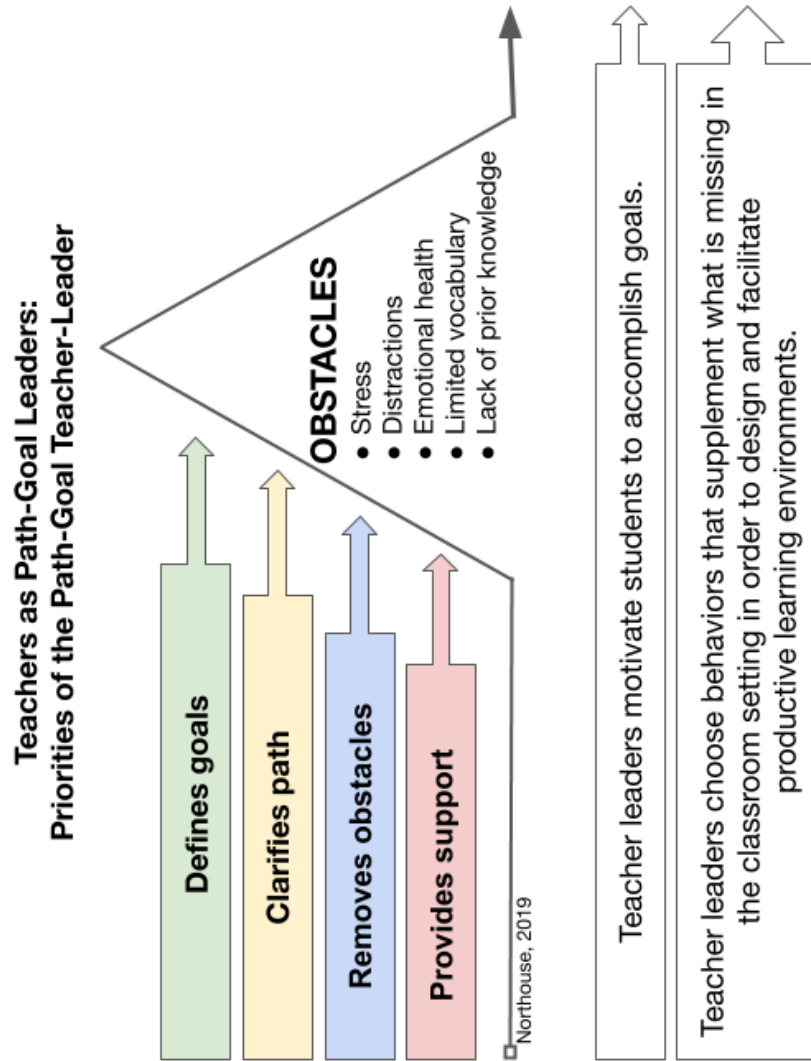 Teachers as Path-Goal Leaders:
Priorities of the Path-Goal Teacher-Leader
Defines goals
Clarifies path
Removes obstacles
Provides support
OBSTACLES
● Stress
● Distractions
● Emotional health
● Limited vocabulary
● Lack of prior knowledge
Northouse, 2019
Teacher leaders motivate students to accomplish goals.
Teacher leaders choose behaviors that supplement what is missing in
the classroom setting in order to design and facilitate
productive learning environments.